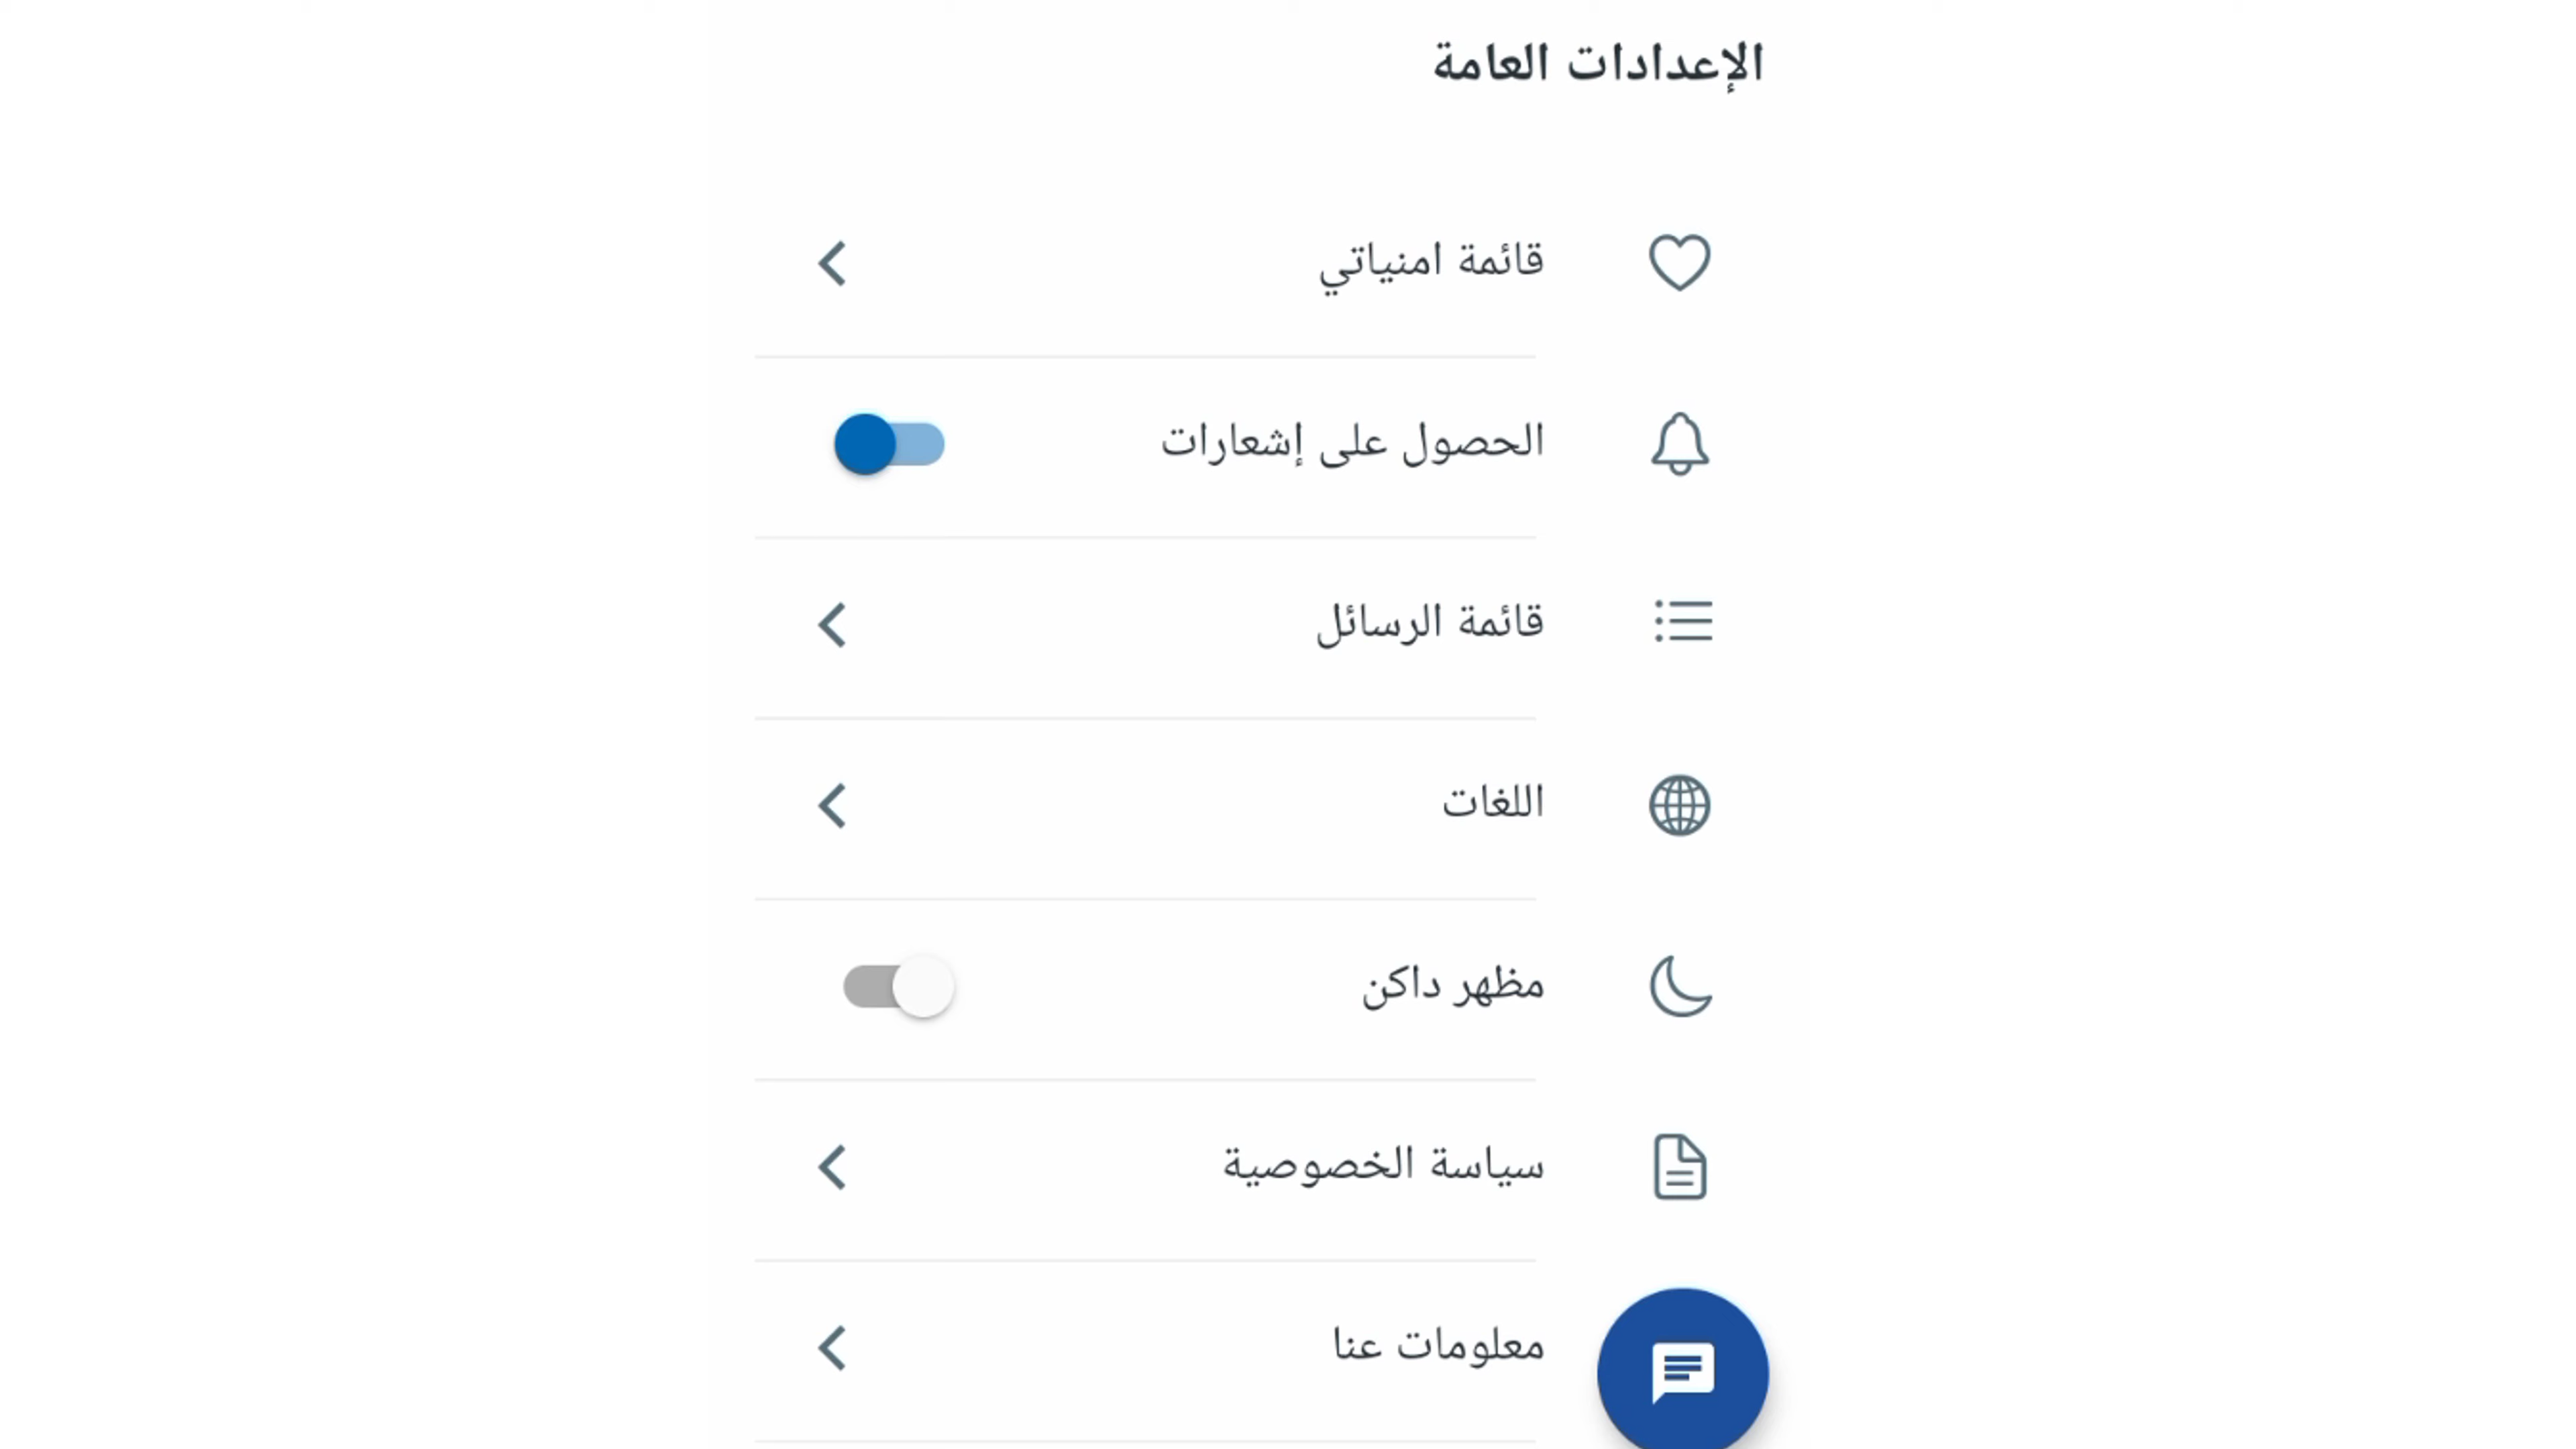 الإعدادات العامة
قائمة امنياتي
الحصول على إشعارات
قائمة الرسائل
اللغات
مظهر داكن
سياسة الخصوصية
معلومات عنا